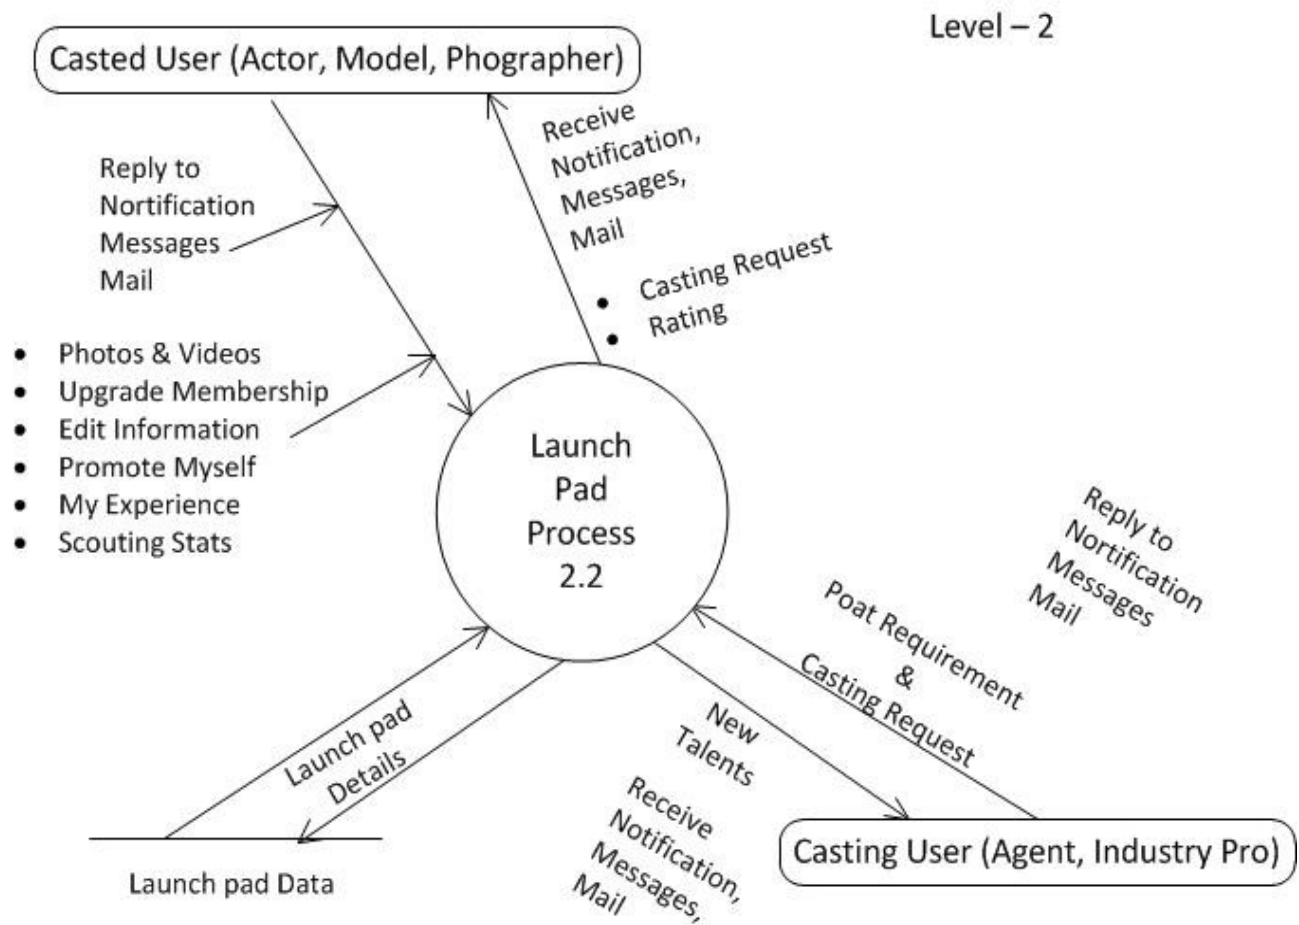 Level – 2
Casted User (Actor, Model, Phographer)
Receive
Notification,
Messages,
Mail
• Casting Request
• Rating
Reply to
Nortification
Messages
Mail
• Photos & Videos
• Upgrade Membership
• Edit Information
• Promote Myself
• My Experience
• Scouting Stats
Launch
Pad
Process
2.2
Reply to
Nortification
Messages
Mail
Poat Requirement
&
Casting Request
New
Talents
Receive
Notification,
Messages,
Mail
Launch pad
Details
Launch pad Data
Casting User (Agent, Industry Pro)